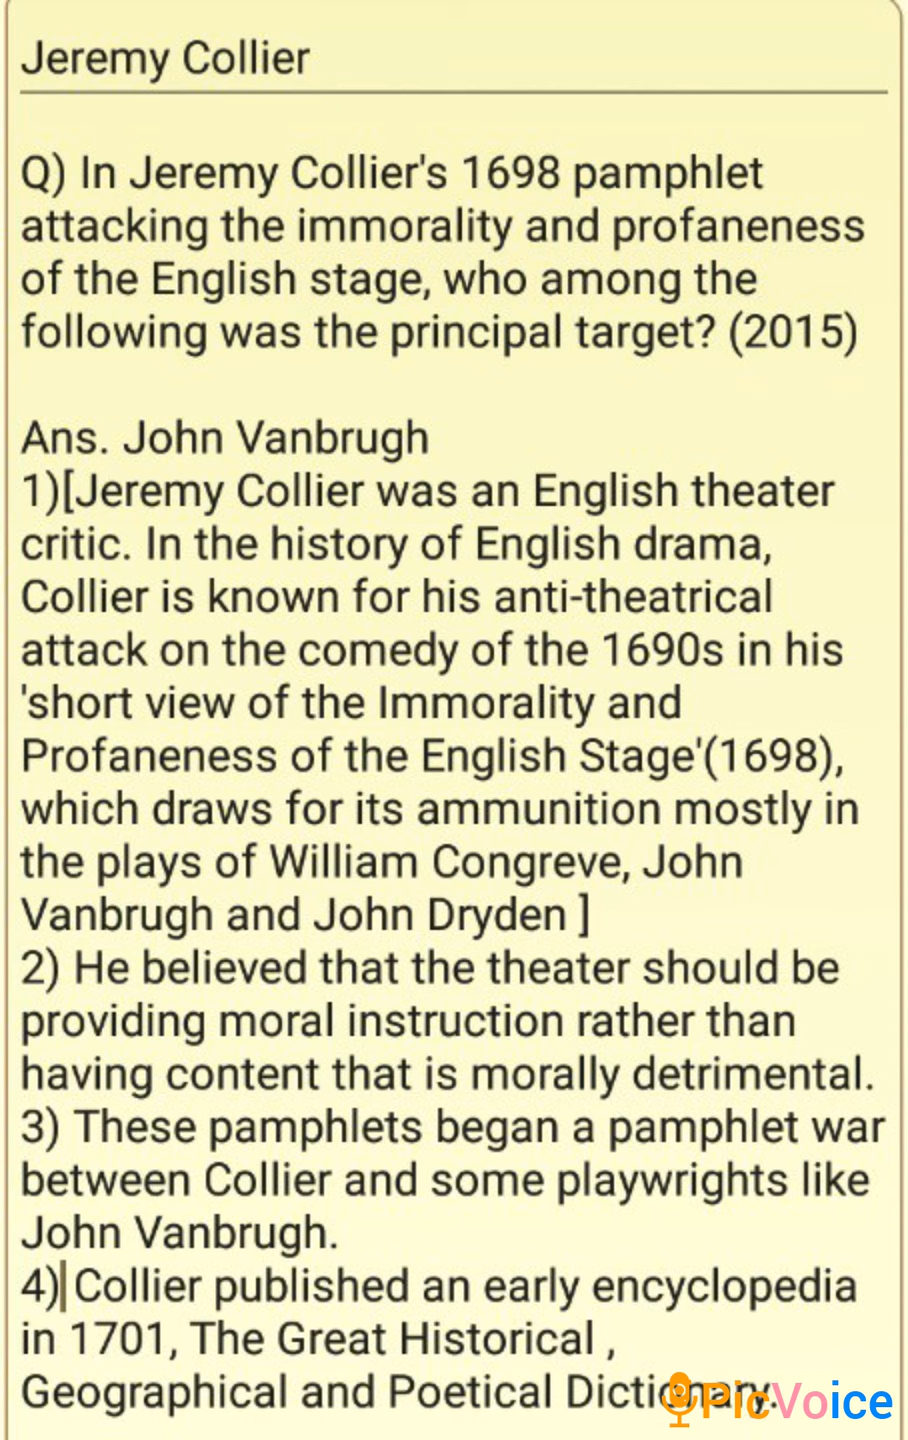 Jeremy Collier
Q) In Jeremy Collier's 1698 pamphlet
attacking the immorality and profaneness
of the English stage, who among the
following was the principal target? (2015)
Ans. John Vanbrugh
1)[Jeremy Collier was an English theater
critic. In the history of English drama,
Collier is known for his anti-theatrical
attack on the comedy of the 1690s in his
'short view of the Immorality and
Profaneness of the English Stage'(1698),
which draws for its ammunition mostly in
the plays of William Congreve, John
Vanbrugh and John Dryden ]
2) He believed that the theater should be
providing moral instruction rather than
having content that is morally detrimental.
3) These pamphlets began a pamphlet war
between Collier and some playwrights like
John Vanbrugh.
4) Collier published an early encyclopedia
in 1701, The Great Historical ,
Geographical and Poetical Dictionary.
PicVoice